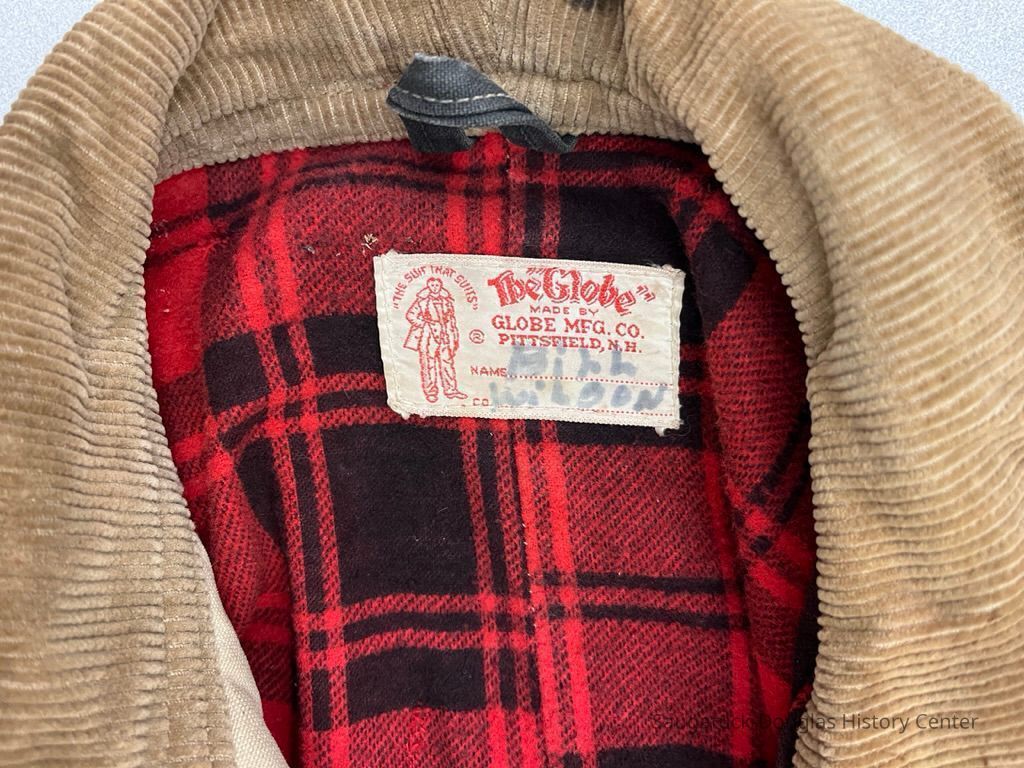 "THE SUIT THAT SUITS"
"The Globe"
MADE BY
GLOBE MFG. CO.
® PITTSFIELD, N.H.
NAME Bill
CO. Wilson
Saugatuck-Douglas History Center